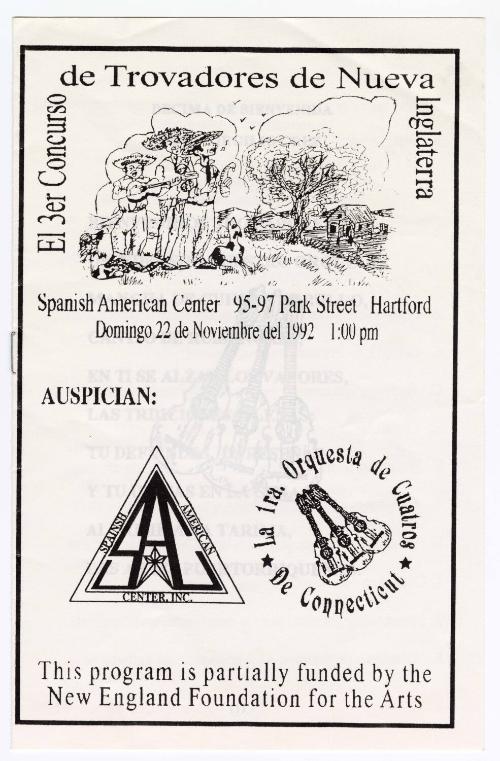 El 3er Concurso
de Trovadores de Nueva
Inglaterra
Spanish American Center 95-97 Park Street Hartford
Domingo 22 de Noviembre del 1992 1:00 pm
AUSPICIAN:
SPANSH AMERICAN CENTER, INC.
SAC
La 1ra. Orquesta de Cuatros
De Connecticut
This program is partially funded by the
New England Foundation for the Arts